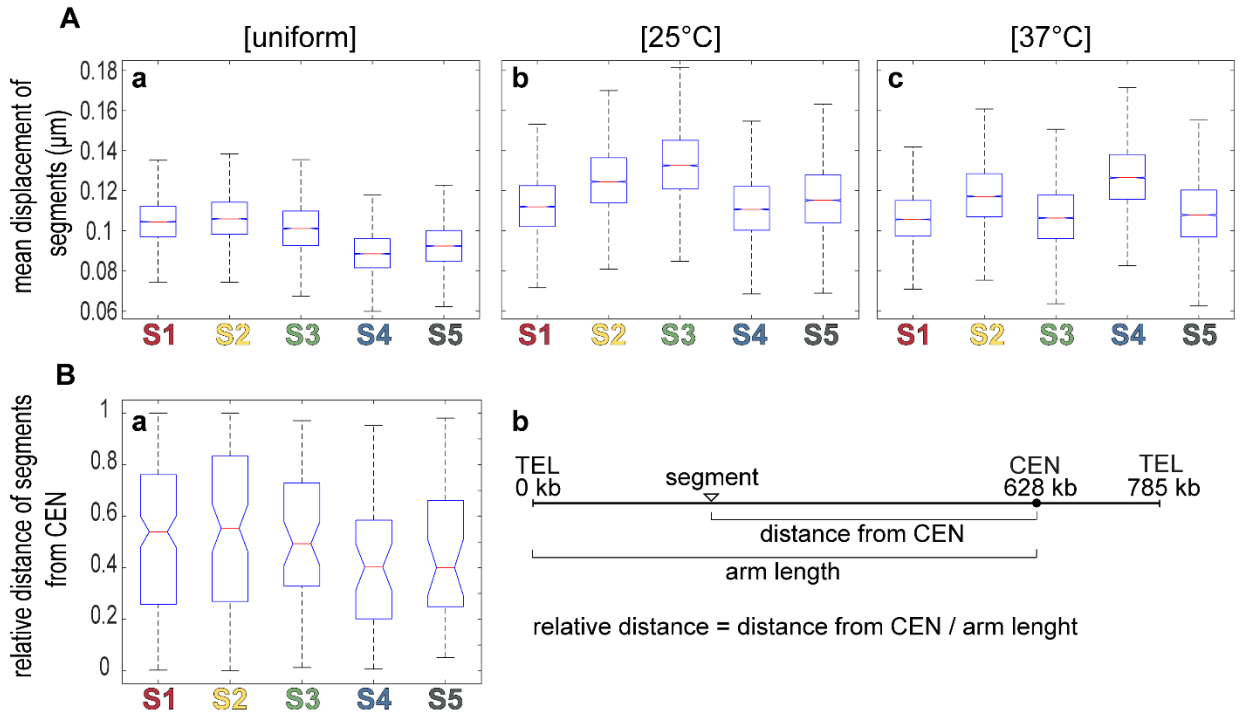 A
[uniform]
[25°C]
[37°C]
mean displacement of
segments (µm)
a
b
c
0.18
0.16
0.14
0.12
0.1
0.08
0.06
S1 S2 S3 S4 S5
S1 S2 S3 S4 S5
S1 S2 S3 S4 S5
B
relative distance of segments
from CEN
a
1
0.8
0.6
0.4
0.2
0
S1 S2 S3 S4 S5
b
TEL
0 kb
segment
CEN
628 kb
TEL
785 kb
distance from CEN
arm length
relative distance = distance from CEN / arm lenght